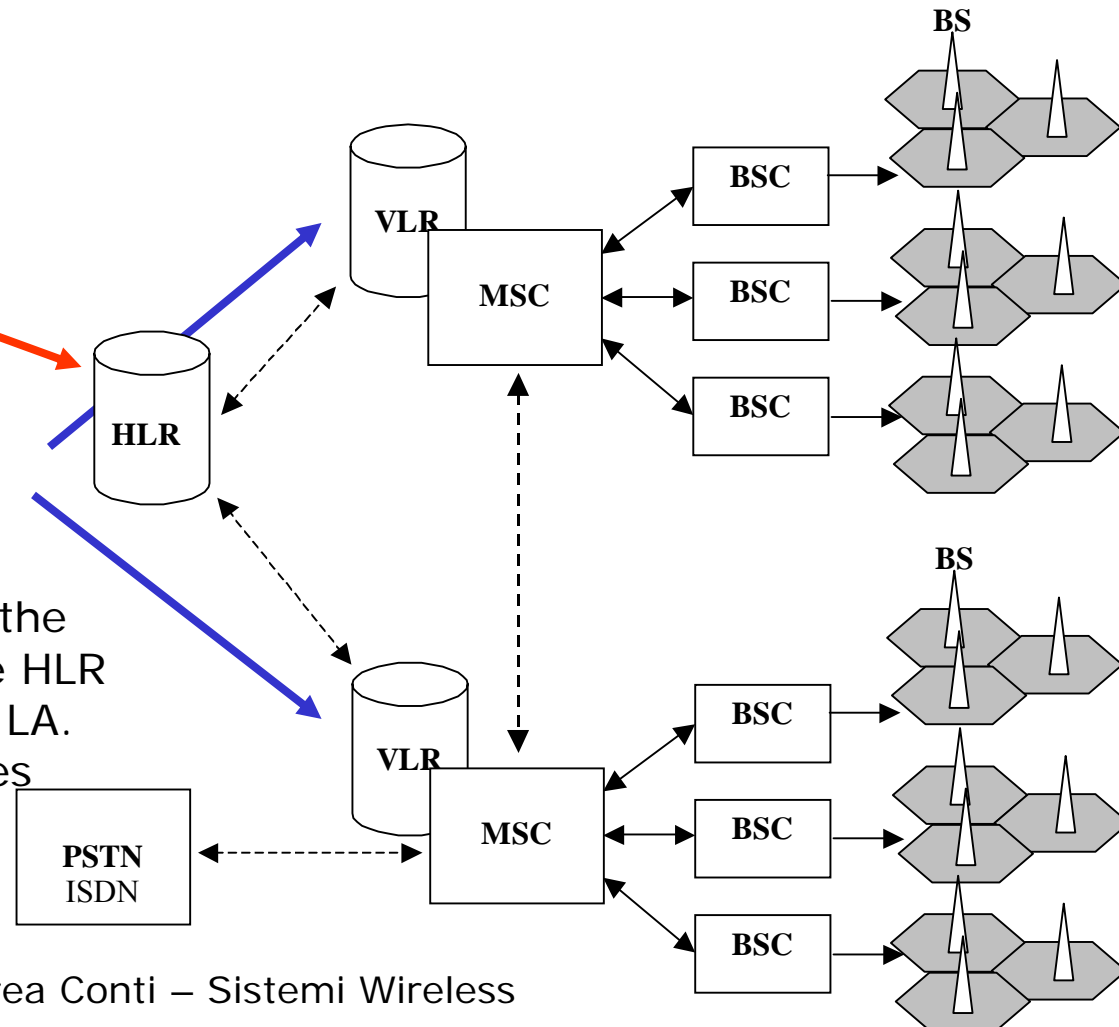 BS
BSC
VLR
MSC
BSC
HLR
BSC
BS
the
e HLR
LA.
es
BSC
VLR
MSC
BSC
PSTN
ISDN
BSC
rea Conti – Sistemi Wireless